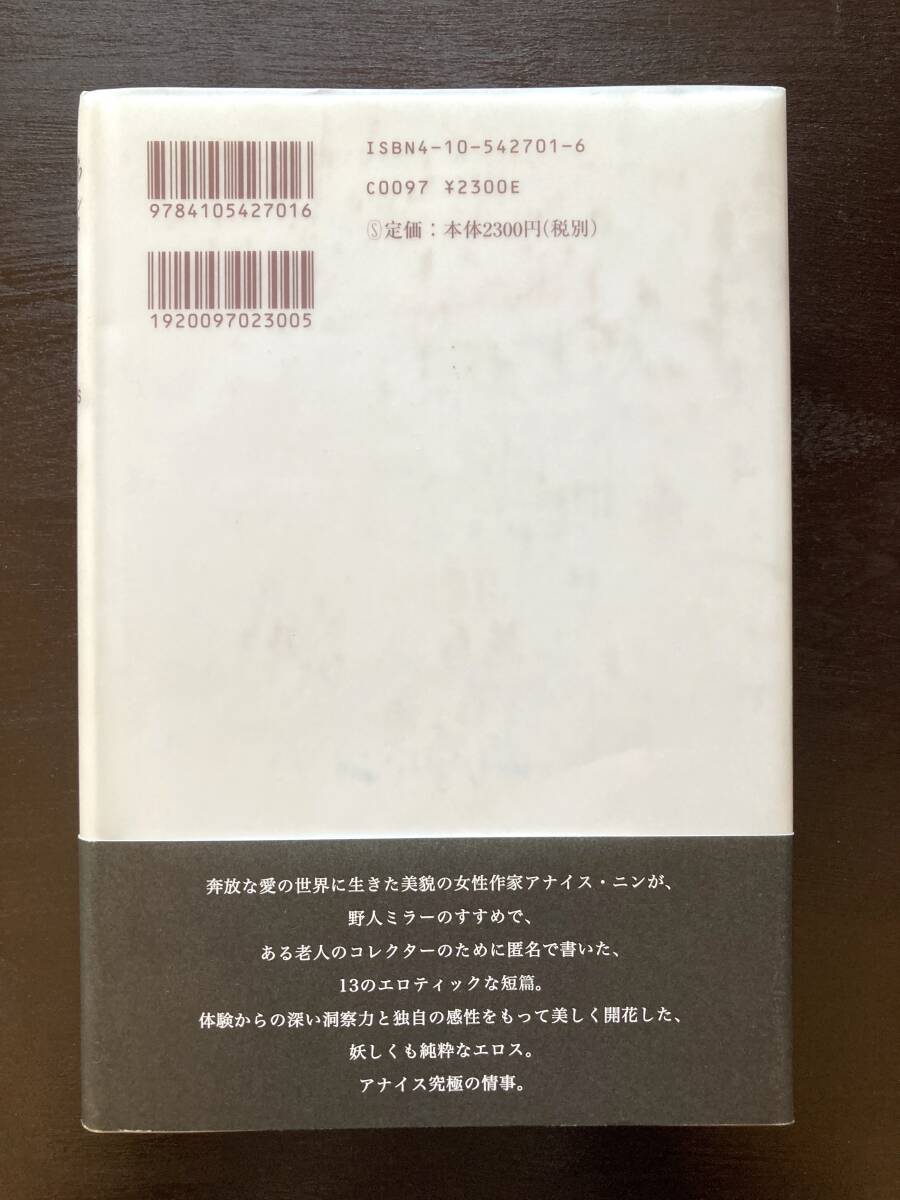 ISBN4-10-542701-6
C0097 ¥2300E
Ⓢ定価：本体2300円(税別)
9784105427016
1920097023005
奔放な愛の世界に生きた美貌の女性作家アナイス・ニンが、
野人ミラーのすすめで、
ある老人のコレクターのために匿名で書いた、
13のエロティックな短篇。
体験からの深い洞察力と独自の感性をもって美しく開花した、
妖しくも純粋なエロス。
アナイス究極の情事。